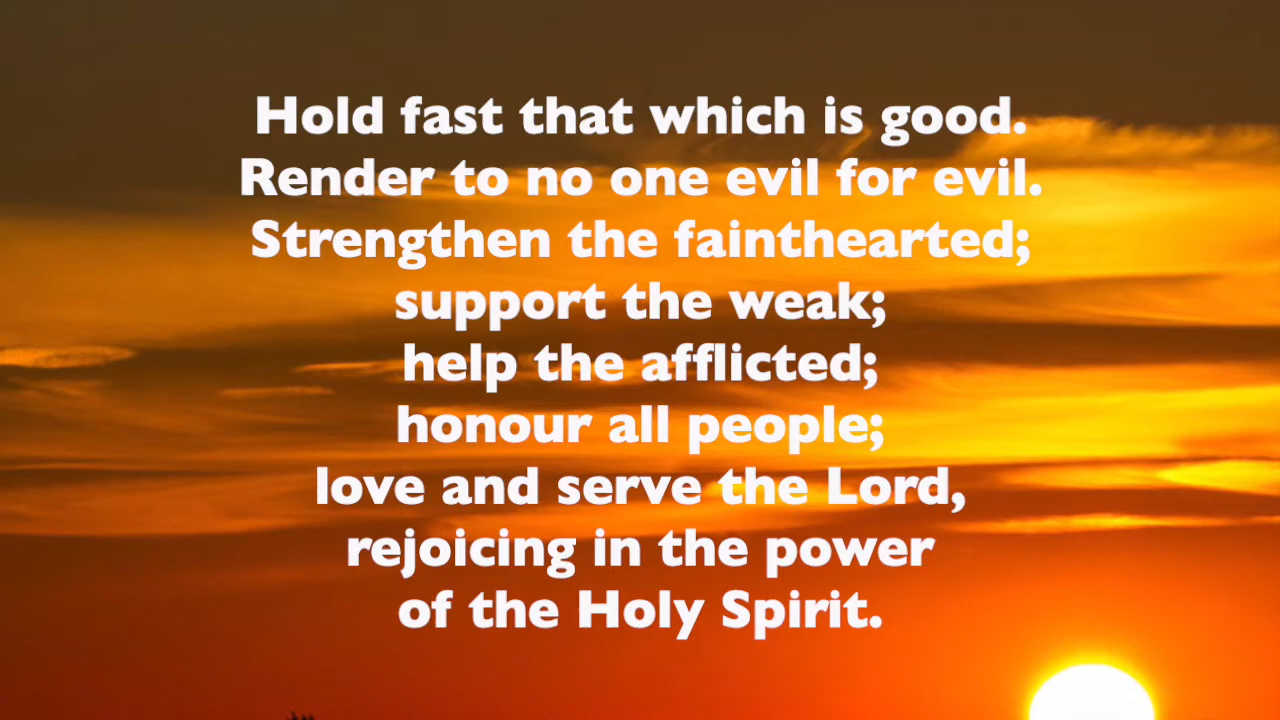 Hold fast that which is good.
Render to no one evil for evil.
Strengthen the fainthearted;
support the weak;
help the afflicted;
honour all people;
love and serve the Lord,
rejoicing in the power
of the Holy Spirit.